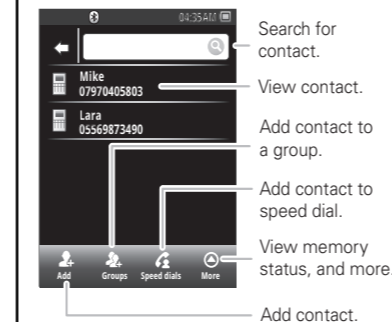 04:35AM
Search for
contact.
Mike
07970405803
View contact.
Lara
05569873490
Add contact to
a group.
Add contact to
speed dial.
View memory
status, and more.
Add Groups Speed dials More
Add contact.